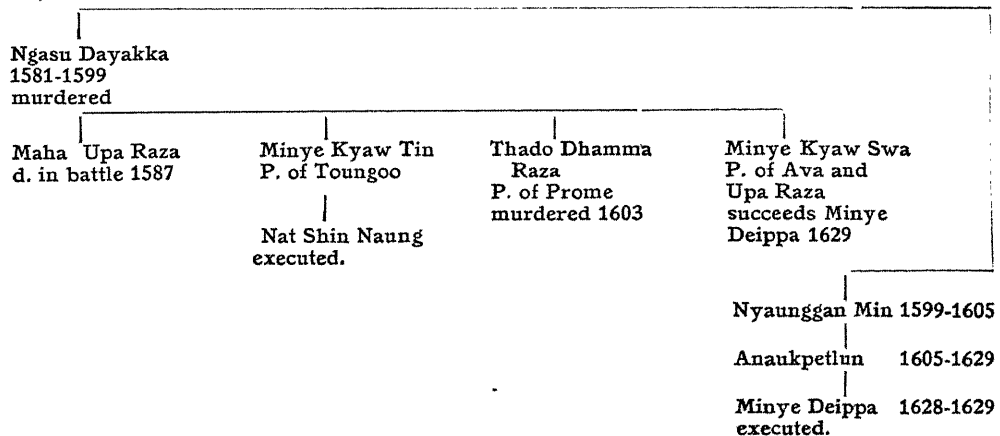 Ngasu Dayakka
1581-1599
murdered
Maha Upa Raza
d. in battle 1587
Minye Kyaw Tin
P. of Toungoo
Nat Shin Naung
executed.
Thado Dhamma
Raza
P. of Prome
murdered 1603
Minye Kyaw Swa
P. of Ava and
Upa Raza
succeeds Minye
Deippa 1629
Nyaunggan Min 1599-1605
Anaukpetlun 1605-1629
Minye Deippa 1628-1629
executed.